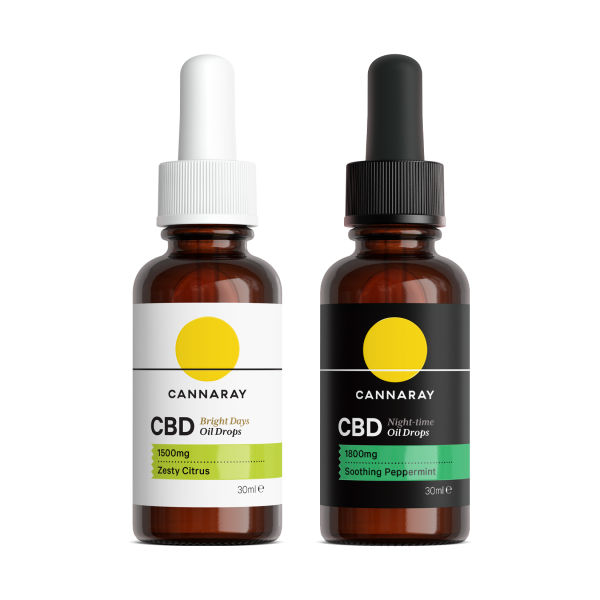 CANNARAY
CBD Bright Days
Oil Drops
1500mg
Zesty Citrus
30ml ℮
CANNARAY
CBD Night-time
Oil Drops
1800mg
Soothing Peppermint
30ml ℮